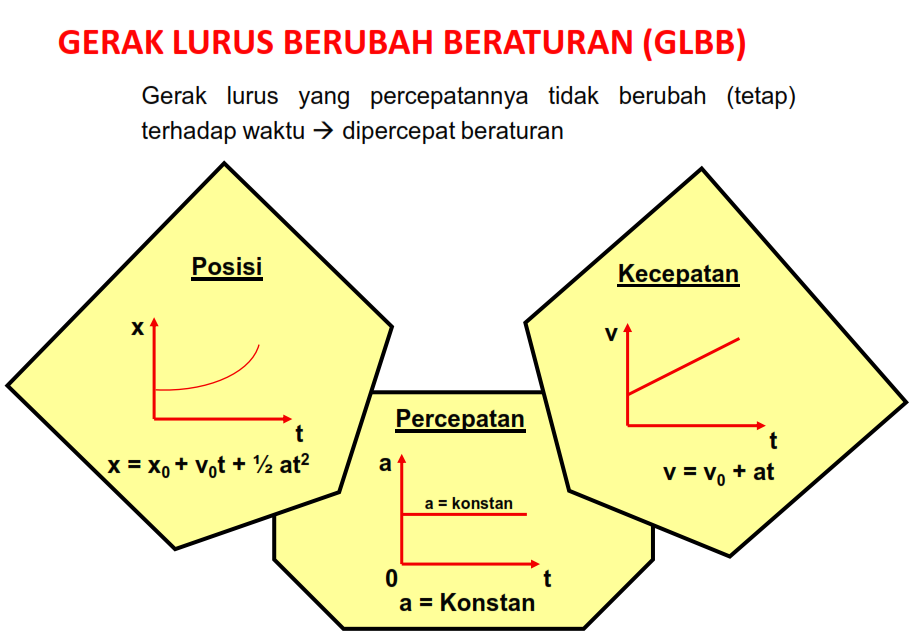 GERAK LURUS BERUBAH BERATURAN (GLBB)
Gerak lurus yang percepatannya tidak berubah (tetap)
terhadap waktu → dipercepat beraturan
Posisi
x
t
x = x₀ + v₀t + ½ at²
Percepatan
a
a = konstan
0
t
a = Konstan
Kecepatan
v
t
v = v₀ + at